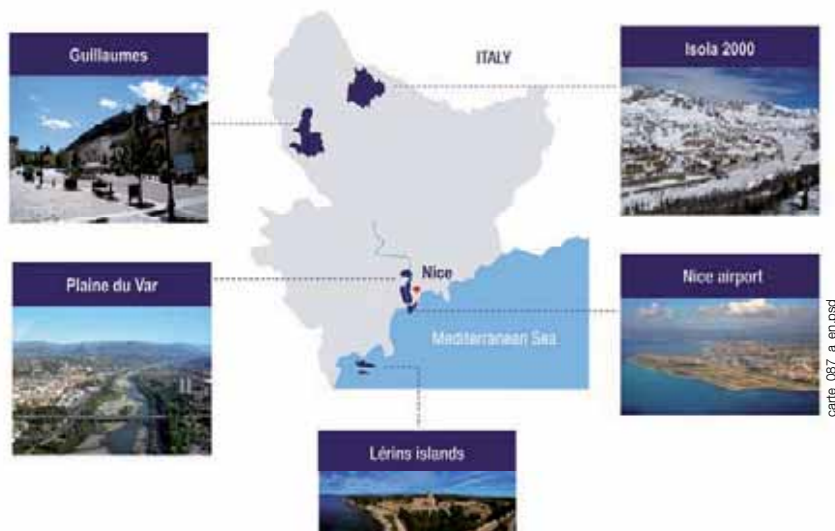 Guillaumes
ITALY
Isola 2000
Plaine du Var
Nice
Nice airport
Mediterranean Sea
Lérins islands
carte_087_a_en.psd